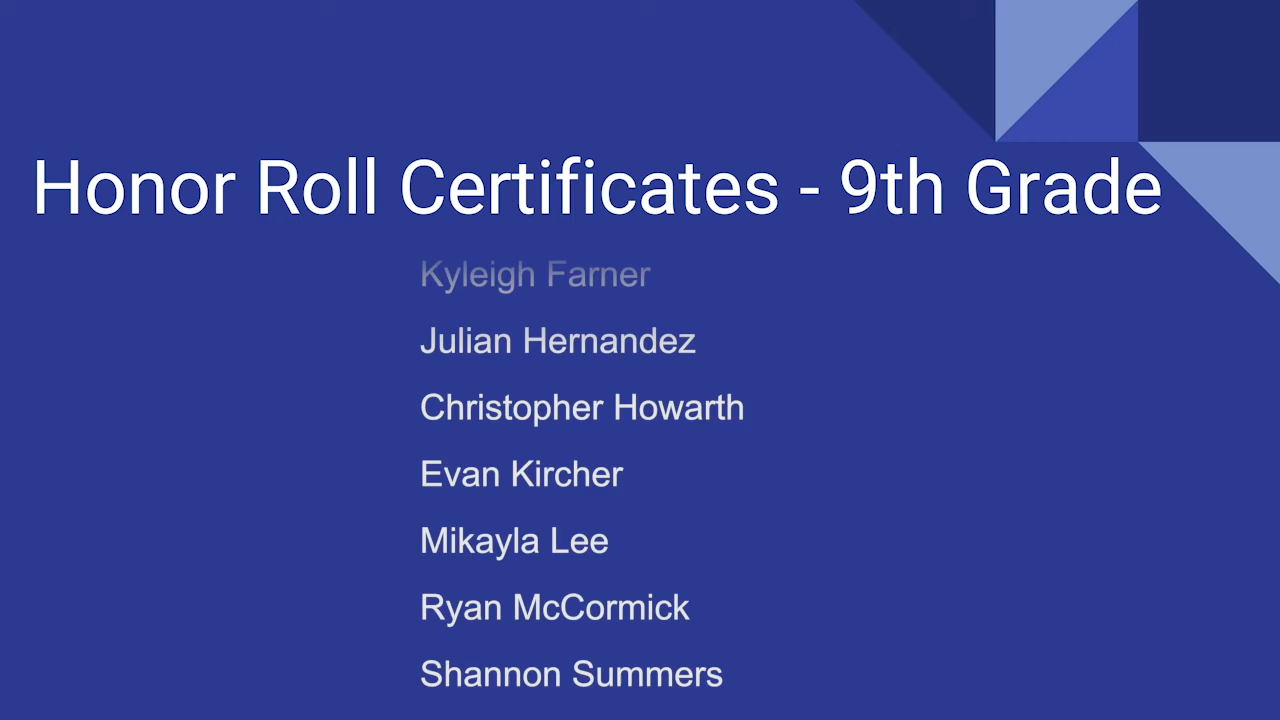 Honor Roll Certificates - 9th Grade
Kyleigh Farner
Julian Hernandez
Christopher Howarth
Evan Kircher
Mikayla Lee
Ryan McCormick
Shannon Summers